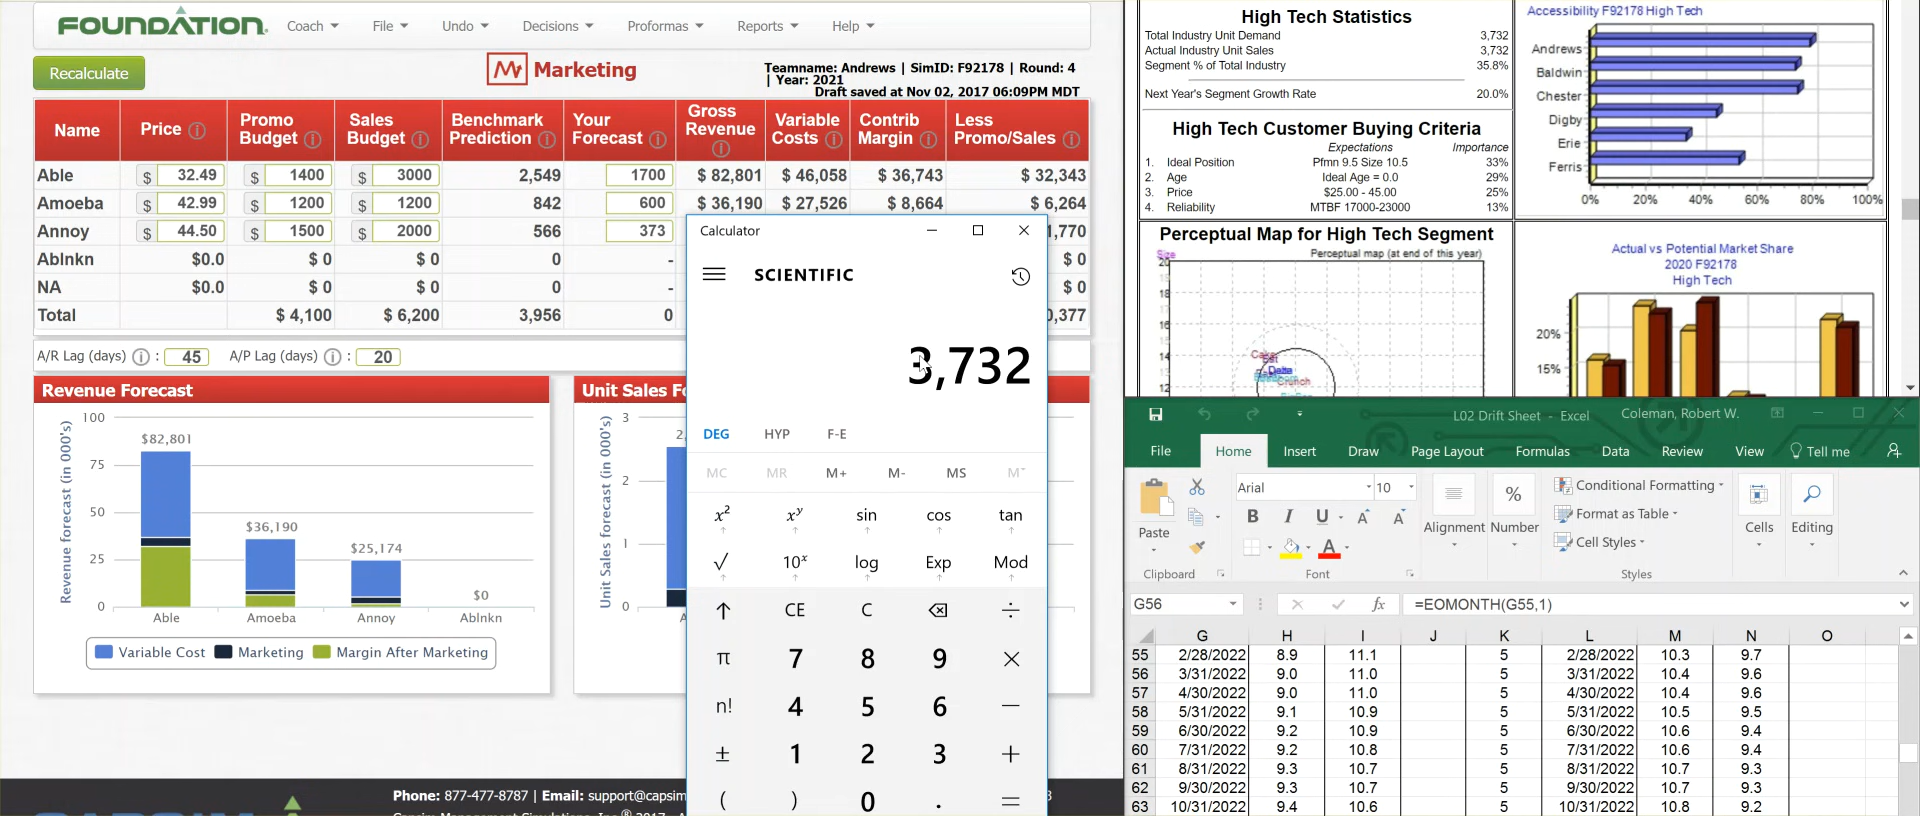 FOUNDATION. Coach File Undo Decisions Proformas Reports Help
Recalculate
Marketing
Teamname: Andrews | SimID: F92178 | Round: 4
| Year: 2021
Draft saved at Nov 02, 2017 06:09PM MDT
Name Price Promo Budget Sales Budget Benchmark Prediction Your Forecast Gross Revenue Variable Costs Contrib Margin Less Promo/Sales
Able $ 32.49 $ 1400 $ 3000 2,549 1700 $ 82,801 $ 46,058 $ 36,743 $ 32,343
Amoeba $ 42.99 $ 1200 $ 1200 842 600 $ 36,190 $ 27,526 $ 8,664 $ 6,264
Annoy $ 44.50 $ 1500 $ 2000 566 373 1,770
Ablnkn $0.0 $ 0 $ 0 0 - $ 0
NA $0.0 $ 0 $ 0 0 - $ 0
Total $ 4,100 $ 6,200 3,956 0 0,377
A/R Lag (days) : 45 A/P Lag (days) : 20
Revenue Forecast
Revenue forecast (in 000's)
100
75
50
25
0
$82,801
$36,190
$25,174
$0
Able Amoeba Annoy Ablnkn
Variable Cost Marketing Margin After Marketing
Unit Sales Fo
Unit Sales forecast (in 000's)
3
2
1
0
2,
Phone: 877-477-8787 | Email: support@capsim
3
Calculator
SCIENTIFIC
3,732
DEG HYP F-E
MC MR M+ M- MS M˅
x² xʸ sin cos tan
√ 10ˣ log Exp Mod
↑ CE C ⌫ ÷
π 7 8 9 ×
n! 4 5 6 −
± 1 2 3 +
( ) 0 . =
High Tech Statistics
Total Industry Unit Demand 3,732
Actual Industry Unit Sales 3,732
Segment % of Total Industry 35.8%
Next Year's Segment Growth Rate 20.0%
High Tech Customer Buying Criteria
Expectations Importance
1. Ideal Position Pfmn 9.5 Size 10.5 33%
2. Age Ideal Age = 0.0 29%
3. Price $25.00 - 45.00 25%
4. Reliability MTBF 17000-23000 13%
Perceptual Map for High Tech Segment
Perceptual map (at end of this year)
Size
20
18
16
14
12
Delta
Crunch
Accessibility F92178 High Tech
Andrews
Baldwin
Chester
Digby
Erie
Ferris
0% 20% 40% 60% 80% 100%
Actual vs Potential Market Share
2020 F92178
High Tech
20%
15%
L02 Drift Sheet - Excel Coleman, Robert W.
File Home Insert Draw Page Layout Formulas Data Review View Tell me
Paste
Clipboard
Arial 10
B I U A A
A
Font
Alignment
Number
%
Conditional Formatting
Format as Table
Cell Styles
Styles
Cells
Editing
G56 fx =EOMONTH(G55,1)
G H I J K L M N O
55 2/28/2022 8.9 11.1 5 2/28/2022 10.3 9.7
56 3/31/2022 9.0 11.0 5 3/31/2022 10.4 9.6
57 4/30/2022 9.0 11.0 5 4/30/2022 10.4 9.6
58 5/31/2022 9.1 10.9 5 5/31/2022 10.5 9.5
59 6/30/2022 9.2 10.9 5 6/30/2022 10.6 9.4
60 7/31/2022 9.2 10.8 5 7/31/2022 10.6 9.4
61 8/31/2022 9.3 10.7 5 8/31/2022 10.7 9.3
62 9/30/2022 9.3 10.7 5 9/30/2022 10.7 9.3
63 10/31/2022 9.4 10.6 5 10/31/2022 10.8 9.2